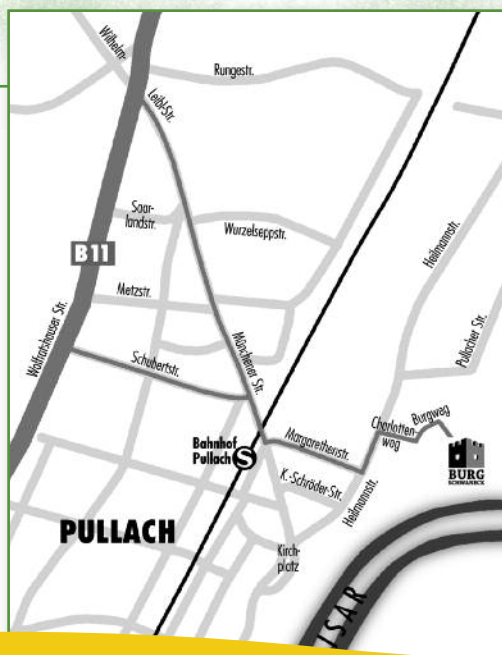 Wilhelm-
Leibl-Str.
Rungestr.
Saar-
landstr.
Wurzelseppstr.
Heilmannstr.
B11
Metzstr.
Wolfratshauser Str.
Münchener Str.
Pullacher Str.
Schubertstr.
Charlotten
wag
Burgweg
Bahnhof
Pullach
S
Margarethenstr.
BURG
SCHWANECK
K.-Schröder-Str.
Heilmannstr.
PULLACH
Kirch-
platz
ISAR